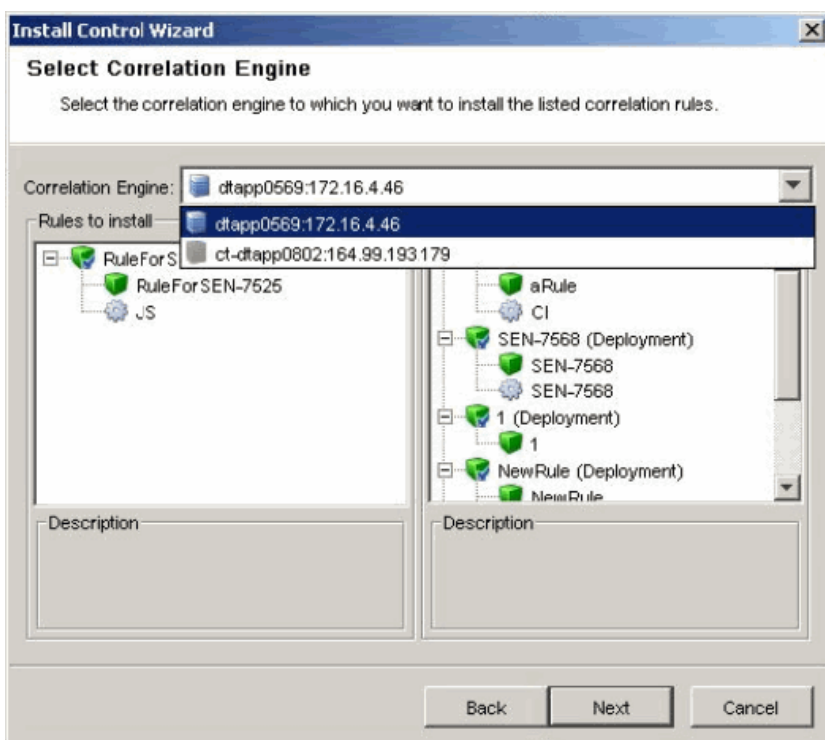 Install Control Wizard
Select Correlation Engine
Select the correlation engine to which you want to install the listed correlation rules.
Correlation Engine: dtapp0569:172.16.4.46
dtapp0569:172.16.4.46
ct-dtapp0802:164.99.193 179
Rules to install
RuleForS
RuleForSEN-7525
JS
aRule
CI
SEN-7568 (Deployment)
SEN-7568
SEN-7568
1 (Deployment)
1
NewRule (Deployment)
NewRule
Description
Description
Back
Next
Cancel